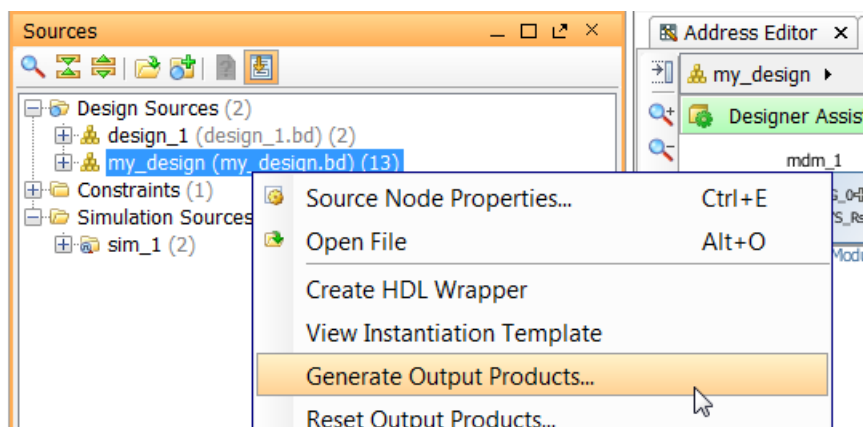 Sources
Address Editor
my_design
Designer Assis
Design Sources (2)
design_1 (design_1.bd) (2)
my_design (my_design.bd) (13)
Constraints (1)
Simulation Sources
sim_1 (2)
mdm_1
Source Node Properties... Ctrl+E
Open File Alt+O
Create HDL Wrapper
View Instantiation Template
Generate Output Products...
Reset Output Products...